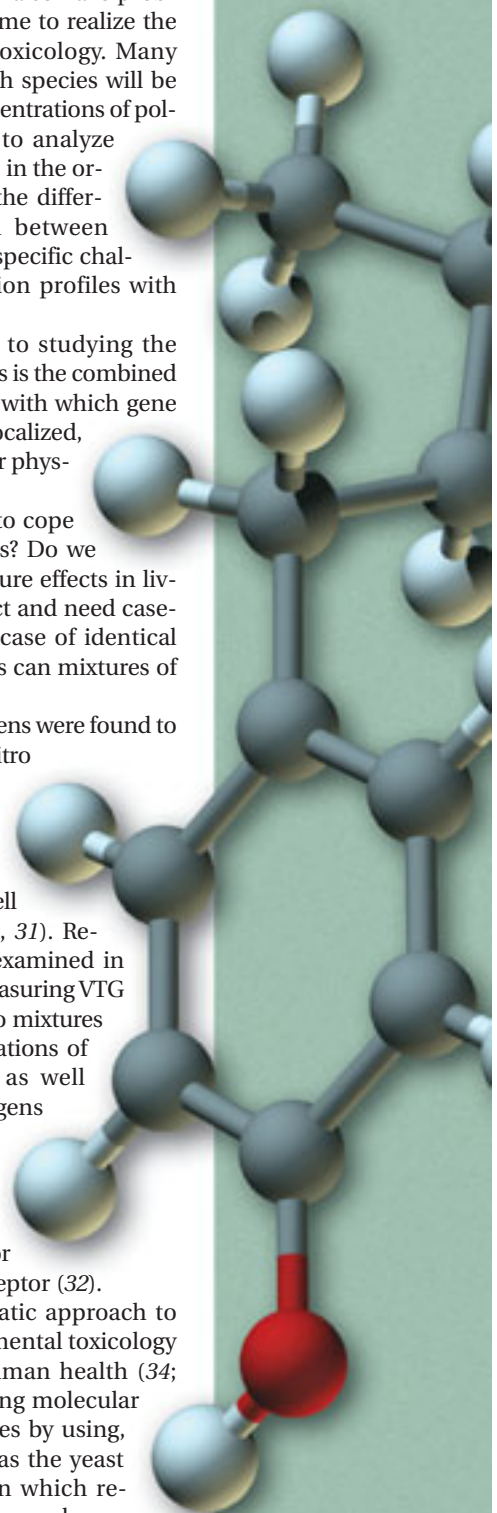 me to realize the
oxicology. Many
h species will be
entrations of pol-
to analyze
in the or-
the differ-
between
specific chal-
ion profiles with
to studying the
s is the combined
with which gene
ocalized,
r phys-
to cope
s? Do we
ure effects in liv-
ct and need case-
case of identical
s can mixtures of
ens were found to
itro
ell
, 31). Re-
examined in
asuring VTG
o mixtures
ations of
as well
gens
or
eptor (32).
atic approach to
mental toxicology
uman health (34;
ng molecular
es by using,
as the yeast
n which re-